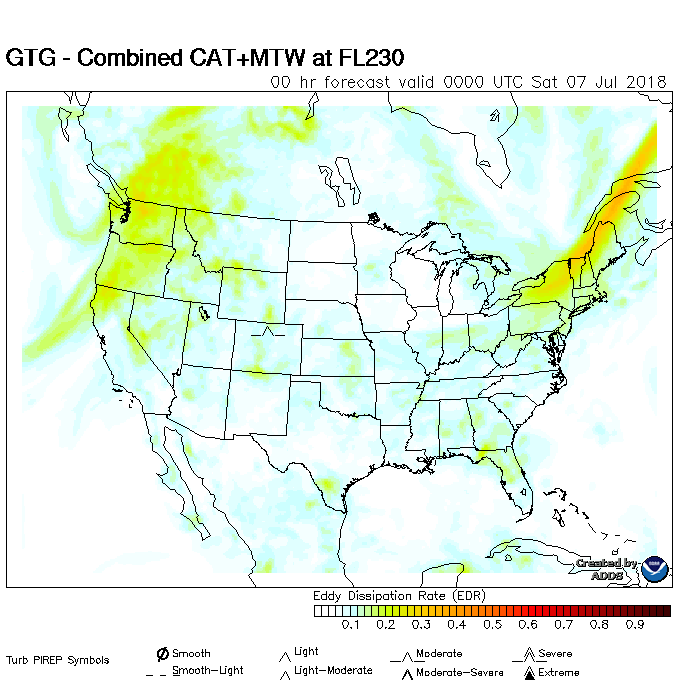 GTG - Combined CAT+MTW at FL230
00 hr forecast valid 0000 UTC Sat 07 Jul 2018
Created by
ADDS
Eddy Dissipation Rate (EDR)
0.1 0.2 0.3 0.4 0.5 0.6 0.7 0.8 0.9
Turb PIREP Symbols
Smooth Light Moderate Severe
Smooth-Light Light-Moderate Moderate-Severe Extreme